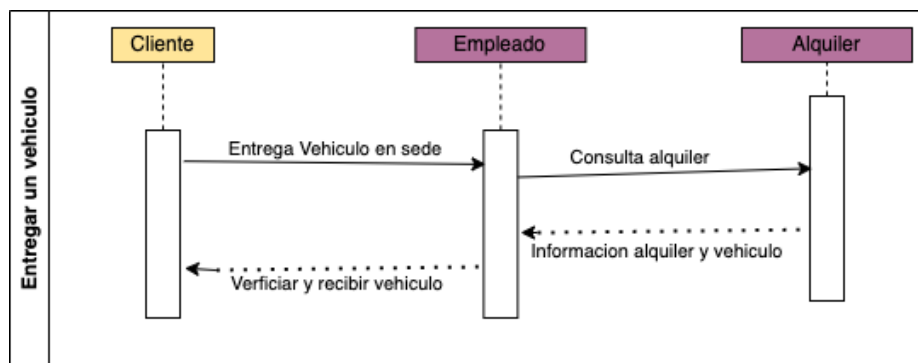 Entregar un vehiculo
Cliente
Empleado
Alquiler
Entrega Vehiculo en sede
Consulta alquiler
Informacion alquiler y vehiculo
Verficiar y recibir vehiculo